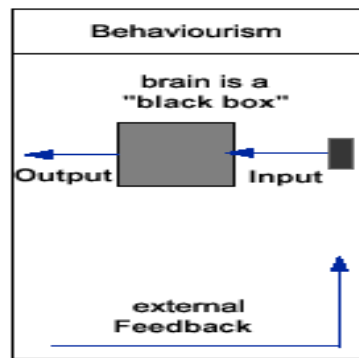 Behaviourism
brain is a
"black box"
Output
Input
external
Feedback